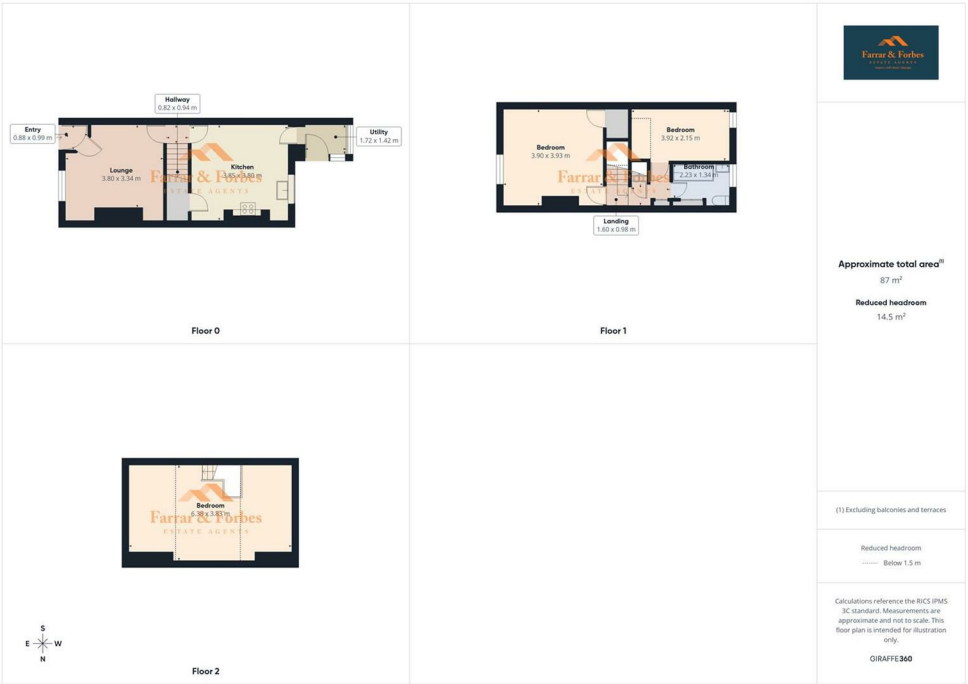 Hallway
0.82 x 0.94 m
Entry
0.88 x 0.99 m
Utility
1.72 x 1.42 m
Lounge
3.80 x 3.34 m
Kitchen
Farrar & Forbes
ESTATE AGENTS
Floor 0
Bedroom
3.90 x 3.93 m
Bedroom
3.92 x 2.15 m
Bathroom
2.23 x 1.34 m
Farrar & Forbes
ESTATE AGENTS
Landing
1.60 x 0.98 m
Floor 1
Bedroom
Farrar & Forbes
ESTATE AGENTS
S
E W
N
Floor 2
Farrar & Forbes
ESTATE AGENTS
Approximate total area(1)
87 m²
Reduced headroom
14.5 m²
(1) Excluding balconies and terraces
Reduced headroom
Below 1.5 m
Calculations reference the RICS IPMS
3C standard. Measurements are
approximate and not to scale. This
floor plan is intended for illustration
only.
GIRAFFE360